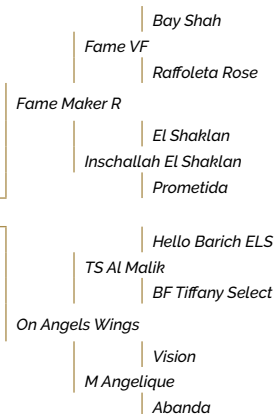 Bay Shah
Fame VF
Raffoleta Rose
Fame Maker R
El Shaklan
Inschallah El Shaklan
Prometida
Hello Barich ELS
TS Al Malik
BF Tiffany Select
On Angels Wings
Vision
M Angelique
Abanda